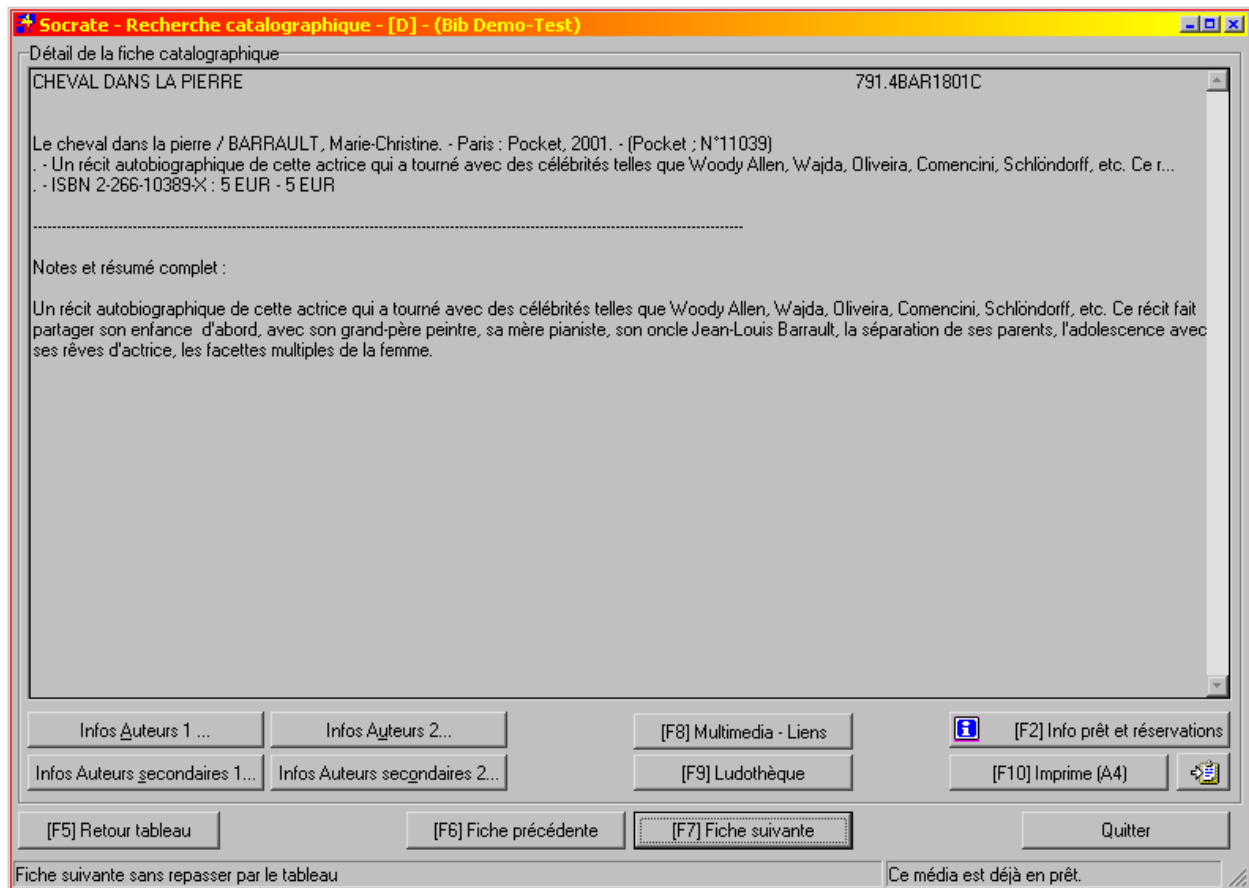 Socrate - Recherche catalographique - [D] - (Bib Demo-Test)
Détail de la fiche catalographique
CHEVAL DANS LA PIERRE 791.4BAR1801C
Le cheval dans la pierre / BARRAULT, Marie-Christine. - Paris : Pocket, 2001. - (Pocket ; N°11039)
. - Un récit autobiographique de cette actrice qui a tourné avec des célébrités telles que Woody Allen, Wajda, Oliveira, Comencini, Schlöndorff, etc. Ce r...
. - ISBN 2-266-10389-X : 5 EUR - 5 EUR
Notes et résumé complet :
Un récit autobiographique de cette actrice qui a tourné avec des célébrités telles que Woody Allen, Wajda, Oliveira, Comencini, Schlöndorff, etc. Ce récit fait
partager son enfance  d'abord, avec son grand-père peintre, sa mère pianiste, son oncle Jean-Louis Barrault, la séparation de ses parents, l'adolescence avec
ses rêves d'actrice, les facettes multiples de la femme.
Infos Auteurs 1 ... Infos Auteurs 2... [F8] Multimedia - Liens [F2] Info prêt et réservations
Infos Auteurs secondaires 1... Infos Auteurs secondaires 2... [F9] Ludothèque [F10] Imprime (A4)
[F5] Retour tableau [F6] Fiche précédente [F7] Fiche suivante Quitter
Fiche suivante sans repasser par le tableau Ce média est déjà en prêt.